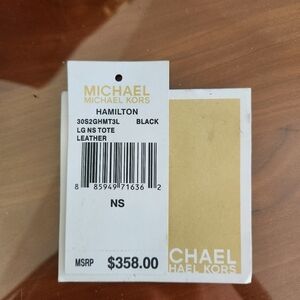 MICHAEL
MICHAEL KORS
HAMILTON
30S2GHMT3L BLACK
LG NS TOTE
LEATHER
8 85949 71636 2
NS
MSRP $358.00
CHAEL
HAEL KORS